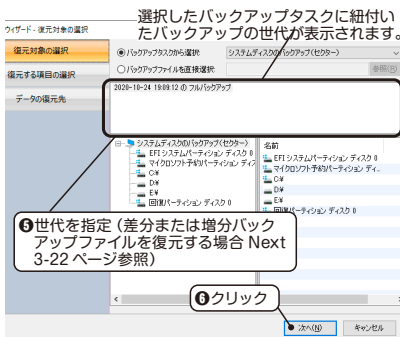 選択したバックアップタスクに紐付い
たバックアップの世代が表示されます。
ウィザード - 復元対象の選択
復元対象の選択
復元する項目の選択
データの復元先
バックアップタスクから選択
システムディスクのバックアップ(セクター)
バックアップファイルを直接選択
参照(R)
2020-10-24 19:09:12 の フルバックアップ
システムディスクのバックアップ(セクター)
EFI システムパーティション ディスク 0
マイクロソフト予約パーティション ディス
C:¥
D:¥
E:¥
回復パーティション ディスク 0
名前
EFI システムパーティション ディスク 0
マイクロソフト予約パーティション ディ..
C:¥
D:¥
E:¥
回復パーティション ディスク 0
❺世代を指定(差分または増分バック
アップファイルを復元する場合 Next
3-22 ページ参照)
❻クリック
次へ(N)
キャンセル